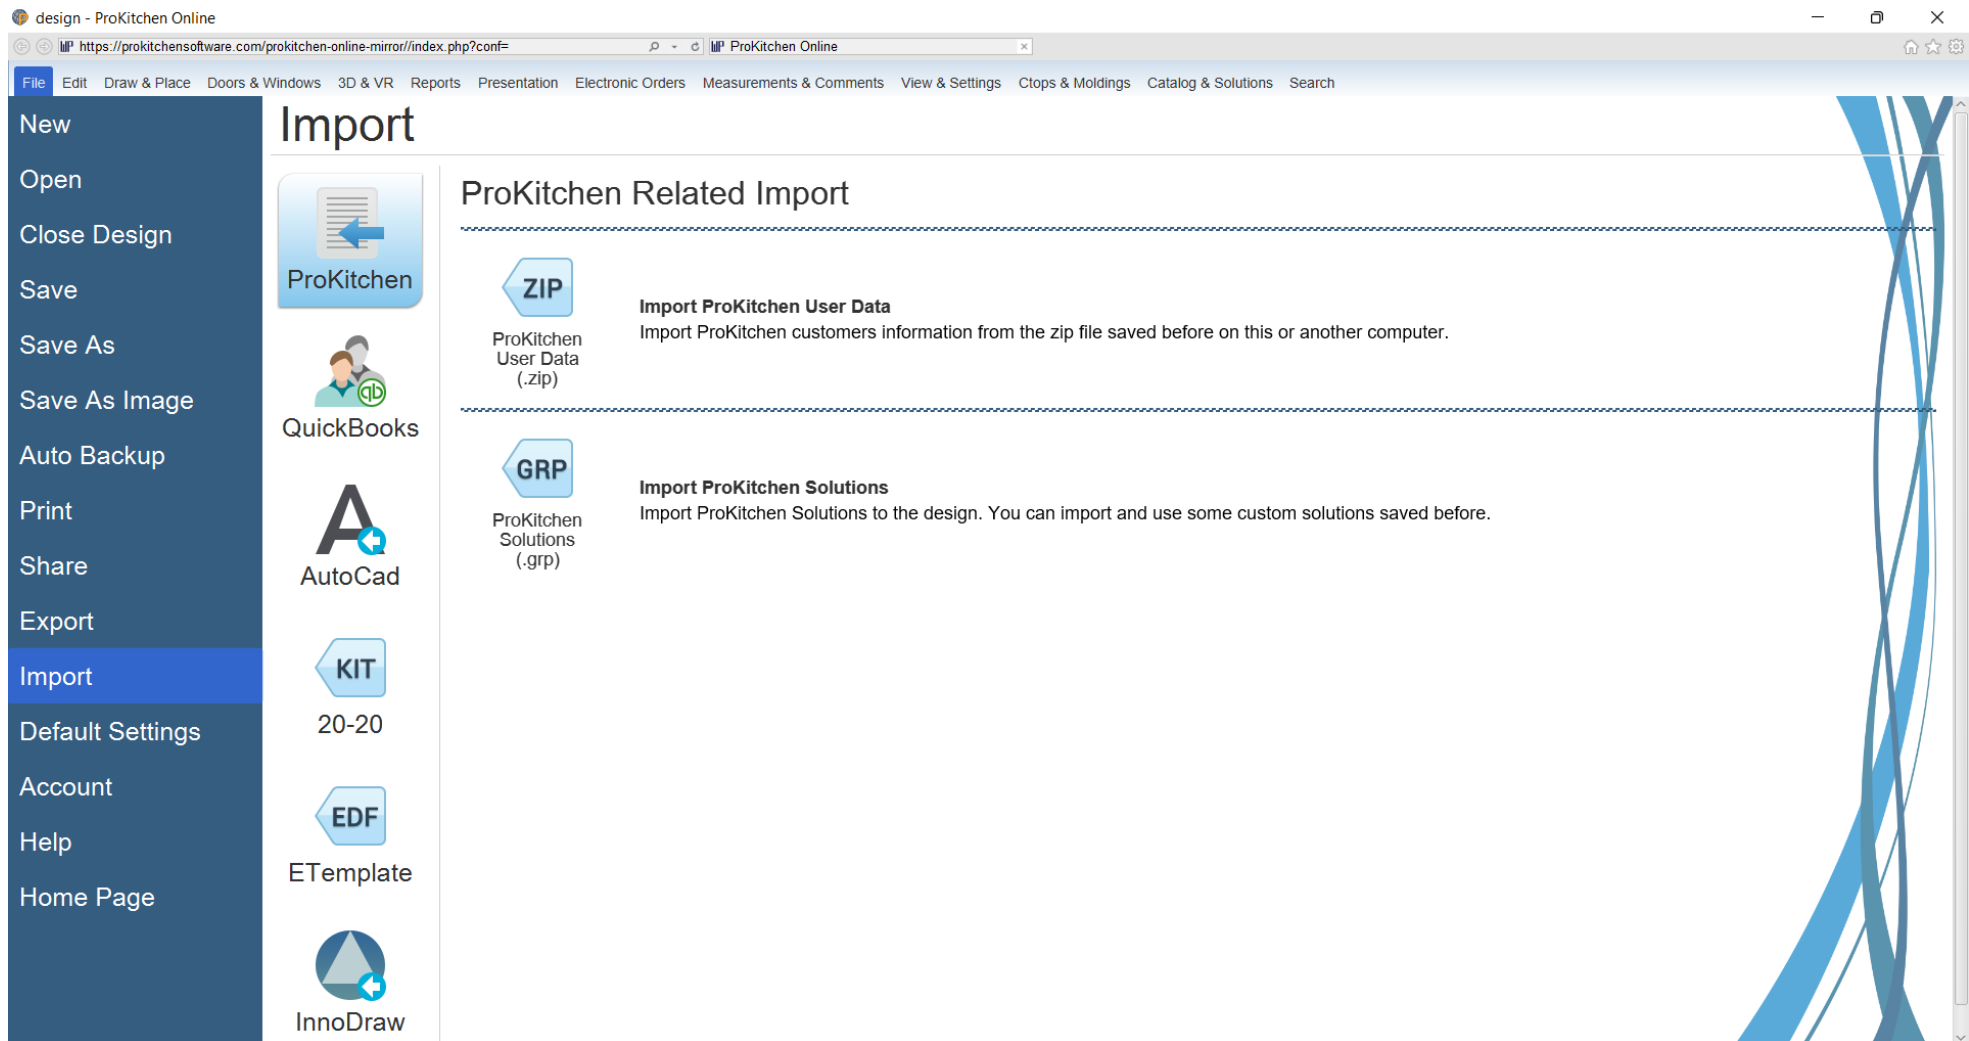 design - ProKitchen Online
https://prokitchensoftware.com/prokitchen-online-mirror//index.php?conf=
ProKitchen Online
File Edit Draw & Place Doors & Windows 3D & VR Reports Presentation Electronic Orders Measurements & Comments View & Settings Ctops & Moldings Catalog & Solutions Search
New
Open
Close Design
Save
Save As
Save As Image
Auto Backup
Print
Share
Export
Import
Default Settings
Account
Help
Home Page
Import
ProKitchen
qb
QuickBooks
A
AutoCad
KIT
20-20
EDF
ETemplate
InnoDraw
ProKitchen Related Import
ZIP
ProKitchen
User Data
(.zip)
Import ProKitchen User Data
Import ProKitchen customers information from the zip file saved before on this or another computer.
GRP
ProKitchen
Solutions
(.grp)
Import ProKitchen Solutions
Import ProKitchen Solutions to the design. You can import and use some custom solutions saved before.